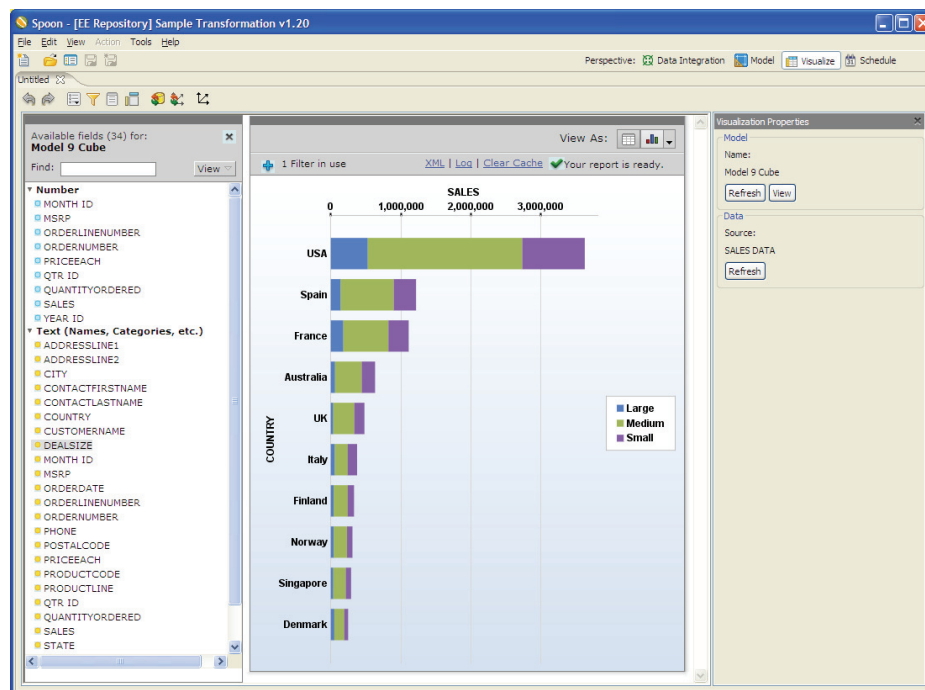 Spoon - [EE Repository] Sample Transformation v1.20
File Edit View Action Tools Help
Perspective: Data Integration Model Visualize Schedule
Untitled
Available fields (34) for:
Model 9 Cube
Find:
View
Number
MONTH ID
MSRP
ORDERLINENUMBER
ORDERNUMBER
PRICEEACH
QTR ID
QUANTITYORDERED
SALES
YEAR ID
Text (Names, Categories, etc.)
ADDRESSLINE1
ADDRESSLINE2
CITY
CONTACTFIRSTNAME
CONTACTLASTNAME
COUNTRY
CUSTOMERNAME
DEALSIZE
MONTH ID
MSRP
ORDERDATE
ORDERLINENUMBER
ORDERNUMBER
PHONE
POSTALCODE
PRICEEACH
PRODUCTCODE
PRODUCTLINE
QTR ID
QUANTITYORDERED
SALES
STATE
View As:
1 Filter in use
XML | Log | Clear Cache Your report is ready.
SALES
0 1,000,000 2,000,000 3,000,000
COUNTRY
USA
Spain
France
Australia
UK
Italy
Finland
Norway
Singapore
Denmark
Large
Medium
Small
Visualization Properties
Model
Name:
Model 9 Cube
Refresh View
Data
Source:
SALES DATA
Refresh